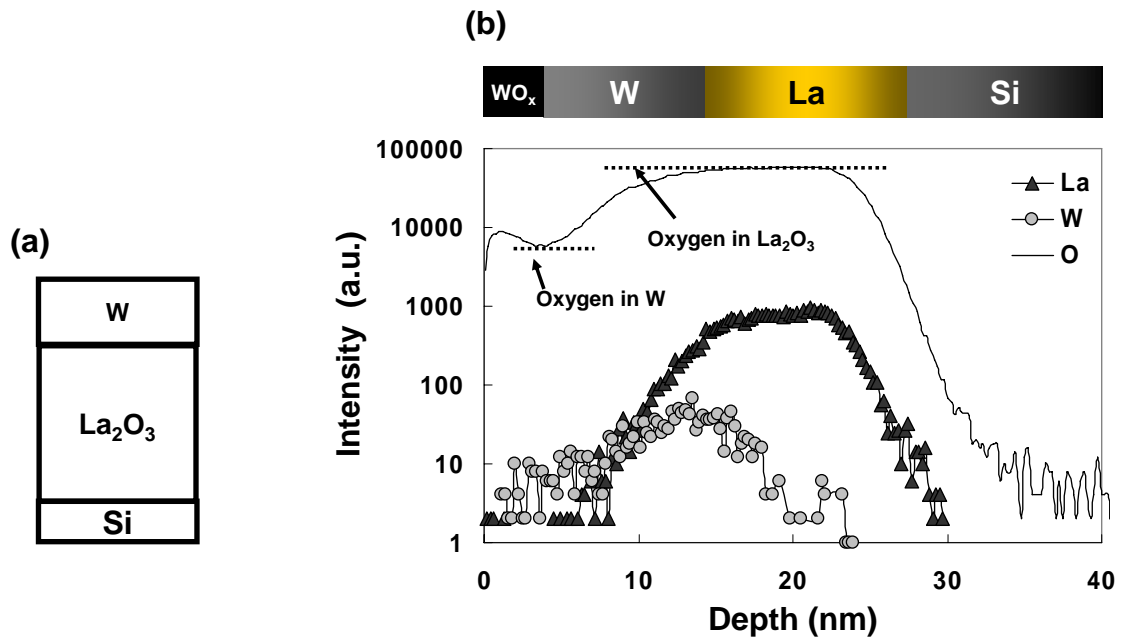 (a)
W
La₂O₃
Si
(b)
WOₓ W La Si
Intensity (a.u.)
100000
10000
1000
100
10
1
Oxygen in La₂O₃
Oxygen in W
La
W
O
0 10 20 30 40
Depth (nm)